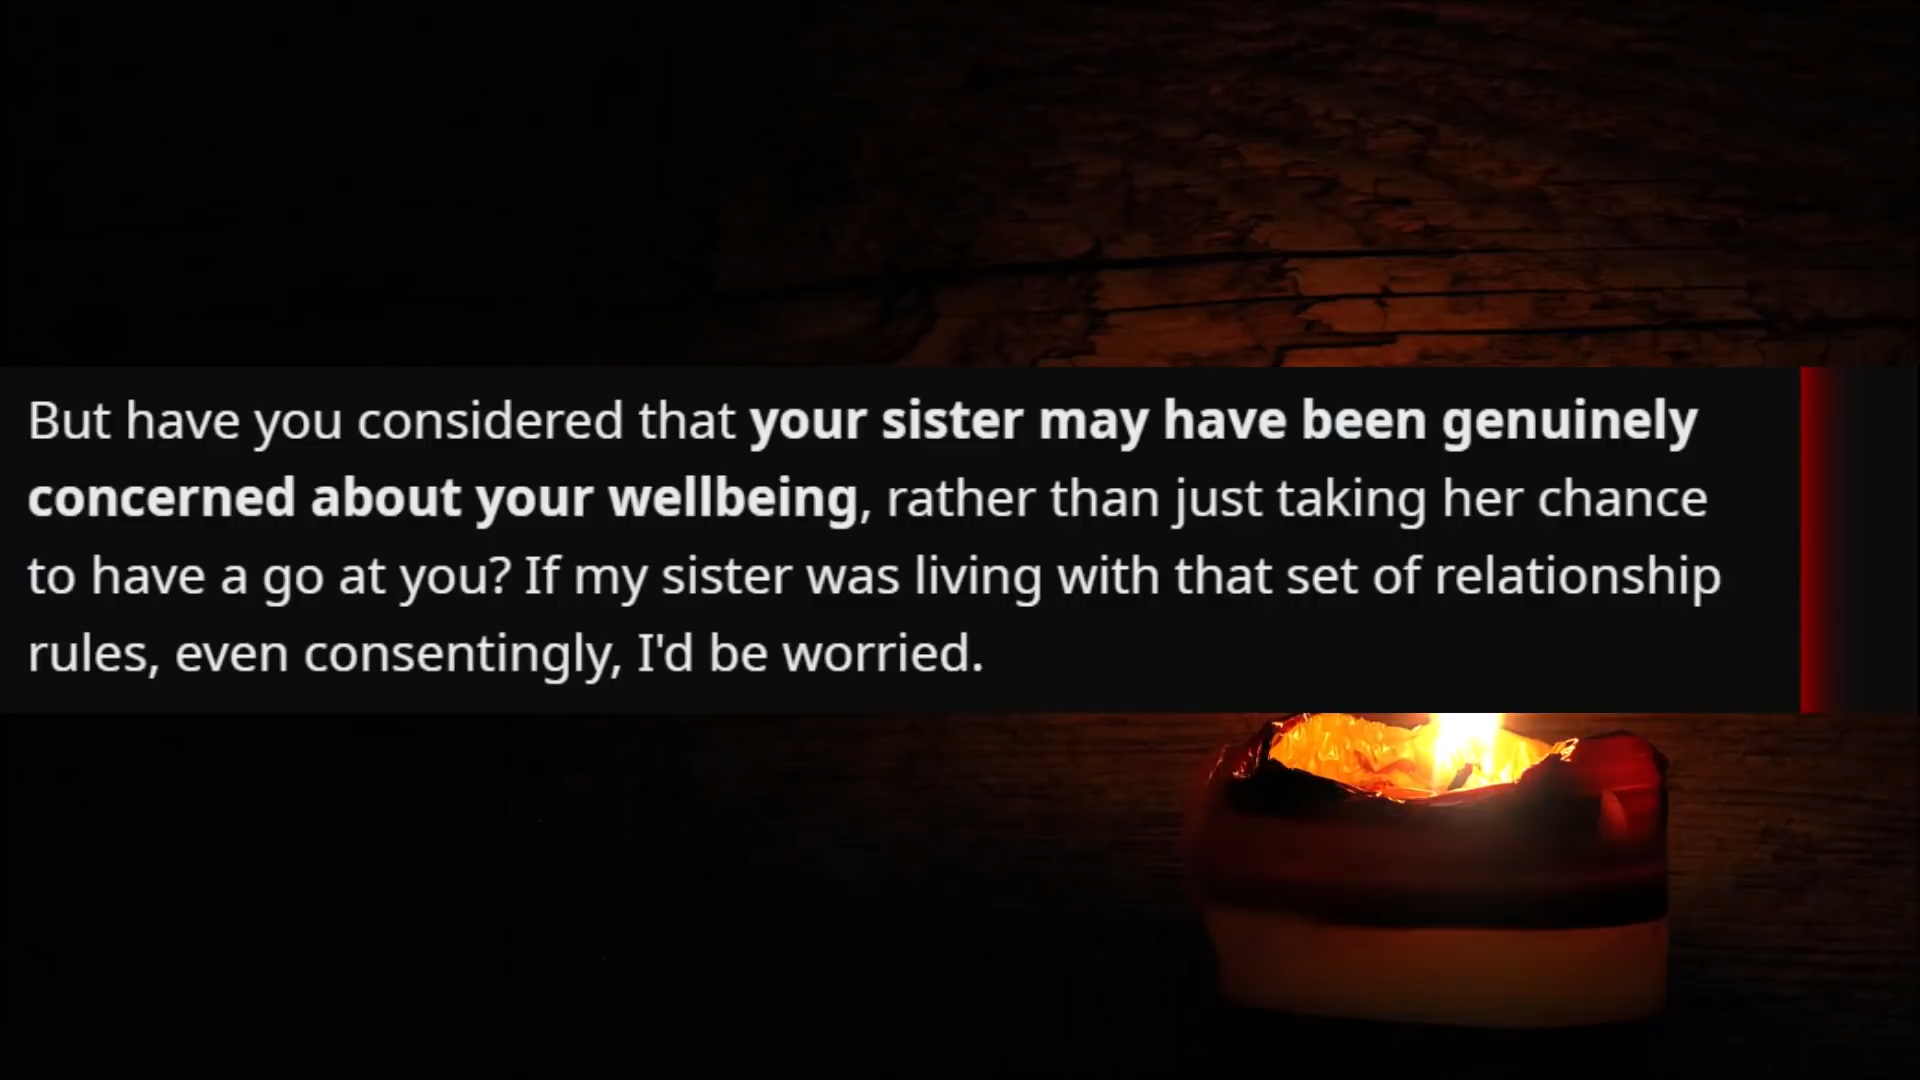 But have you considered that your sister may have been genuinely
concerned about your wellbeing, rather than just taking her chance
to have a go at you? If my sister was living with that set of relationship
rules, even consentingly, I'd be worried.